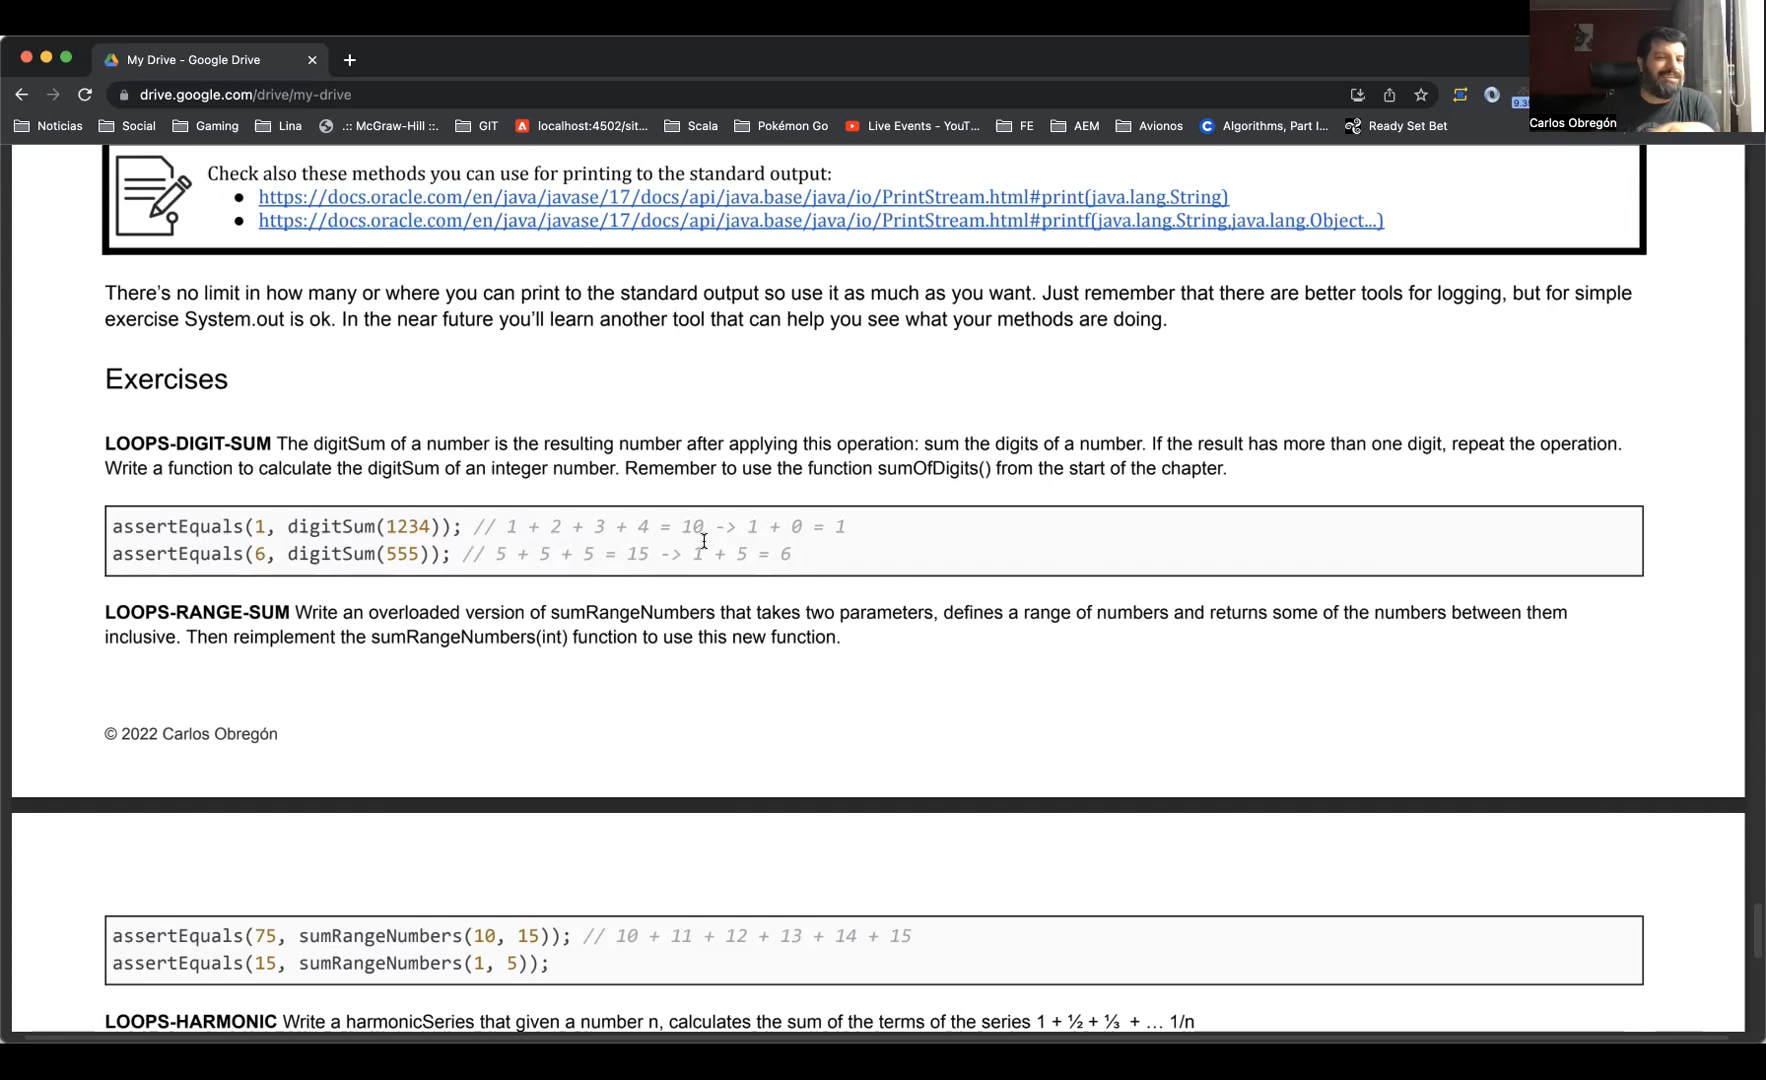 My Drive - Google Drive
drive.google.com/drive/my-drive
Noticias Social Gaming Lina .:: McGraw-Hill ::. GIT localhost:4502/sit... Scala Pokémon Go Live Events - YouT... FE AEM Avionos Algorithms, Part I... Ready Set Bet
Carlos Obregón
Check also these methods you can use for printing to the standard output:
● https://docs.oracle.com/en/java/javase/17/docs/api/java.base/java/io/PrintStream.html#print(java.lang.String)
● https://docs.oracle.com/en/java/javase/17/docs/api/java.base/java/io/PrintStream.html#printf(java.lang.String,java.lang.Object...)
There’s no limit in how many or where you can print to the standard output so use it as much as you want. Just remember that there are better tools for logging, but for simple
exercise System.out is ok. In the near future you’ll learn another tool that can help you see what your methods are doing.
Exercises
LOOPS-DIGIT-SUM The digitSum of a number is the resulting number after applying this operation: sum the digits of a number. If the result has more than one digit, repeat the operation.
Write a function to calculate the digitSum of an integer number. Remember to use the function sumOfDigits() from the start of the chapter.
assertEquals(1, digitSum(1234)); // 1 + 2 + 3 + 4 = 10 -> 1 + 0 = 1
assertEquals(6, digitSum(555)); // 5 + 5 + 5 = 15 -> 1 + 5 = 6
LOOPS-RANGE-SUM Write an overloaded version of sumRangeNumbers that takes two parameters, defines a range of numbers and returns some of the numbers between them
inclusive. Then reimplement the sumRangeNumbers(int) function to use this new function.
© 2022 Carlos Obregón
assertEquals(75, sumRangeNumbers(10, 15)); // 10 + 11 + 12 + 13 + 14 + 15
assertEquals(15, sumRangeNumbers(1, 5));
LOOPS-HARMONIC Write a harmonicSeries that given a number n, calculates the sum of the terms of the series 1 + ½ + ⅓ + … 1/n